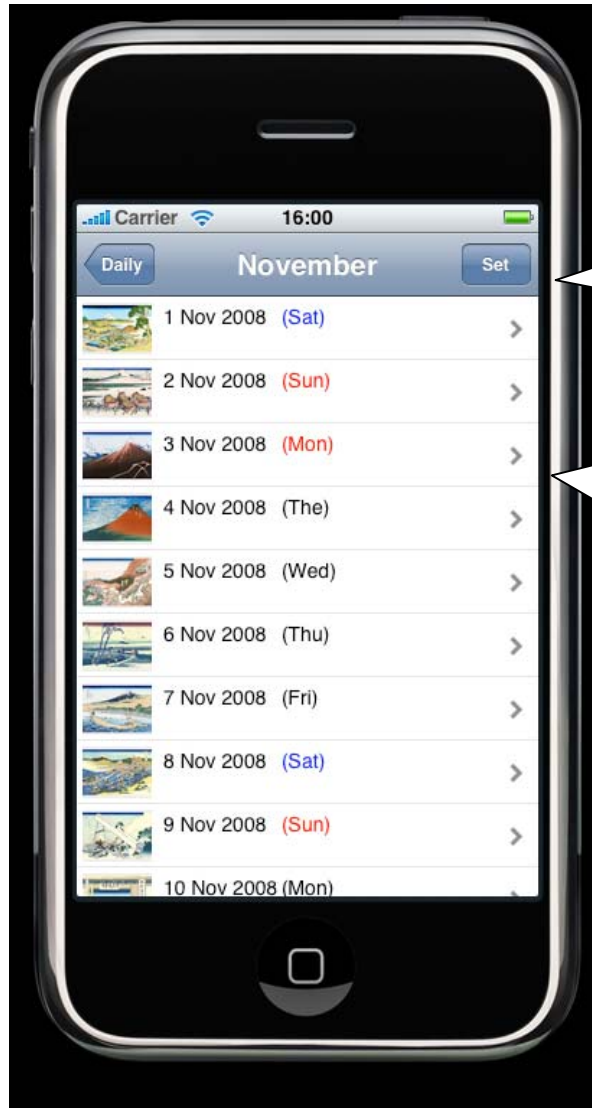 Carrier 16:00
Daily November Set
1 Nov 2008 (Sat)
2 Nov 2008 (Sun)
3 Nov 2008 (Mon)
4 Nov 2008 (The)
5 Nov 2008 (Wed)
6 Nov 2008 (Thu)
7 Nov 2008 (Fri)
8 Nov 2008 (Sat)
9 Nov 2008 (Sun)
10 Nov 2008 (Mon)